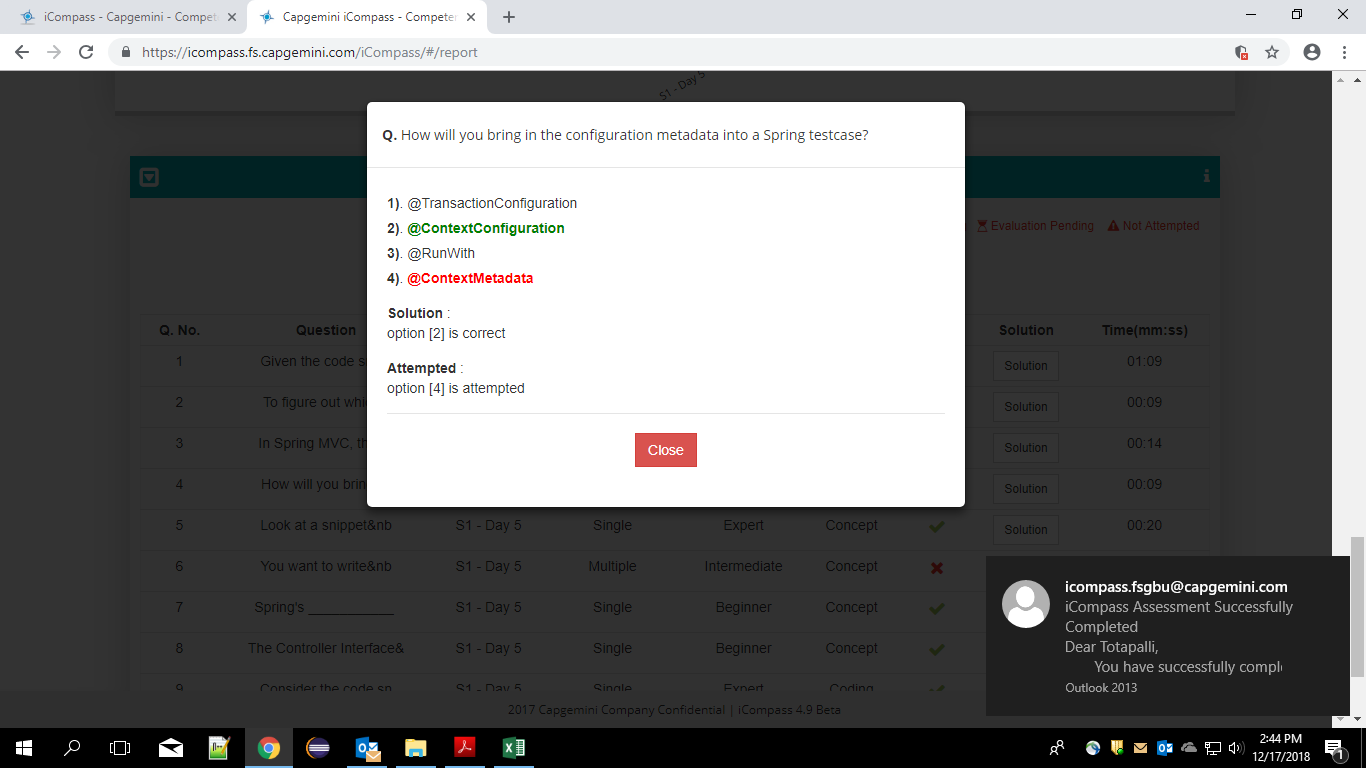 iCompass - Capgemini - Compet
Capgemini iCompass - Competen
https://icompass.fs.capgemini.com/iCompass/#/report
S1 - Day 5
Q. How will you bring in the configuration metadata into a Spring testcase?
1). @TransactionConfiguration
2). @ContextConfiguration
3). @RunWith
4). @ContextMetadata
Solution :
option [2] is correct
Attempted :
option [4] is attempted
Close
Evaluation Pending Not Attempted
Q. No. Question Solution Time(mm:ss)
1 Given the code s Solution 01:09
2 To figure out whi Solution 00:09
3 In Spring MVC, th Solution 00:14
4 How will you brin Solution 00:09
5 Look at a snippet&nb S1 - Day 5 Single Expert Concept Solution 00:20
6 You want to write&nb S1 - Day 5 Multiple Intermediate Concept
7 Spring's ___________ S1 - Day 5 Single Beginner Concept
8 The Controller Interface& S1 - Day 5 Single Beginner Concept
9 Consider the code sn S1 - Day 5 Single Expert Coding
2017 Capgemini Company Confidential | iCompass 4.9 Beta
icompass.fsgbu@capgemini.com
iCompass Assessment Successfully
Completed
Dear Totapalli,
You have successfully compl
Outlook 2013
2:44 PM
12/17/2018
1